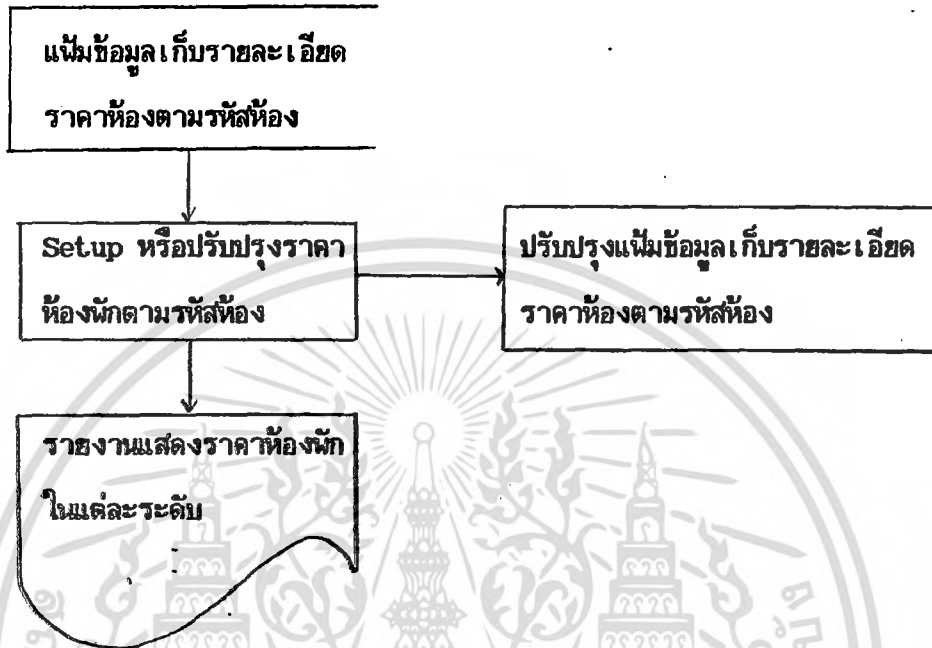 แฟ้มข้อมูลเก็บรายละเอียด
ราคาห้องตามรหัสห้อง
Setup หรือปรับปรุงราคา
ห้องพักตามรหัสห้อง
ปรับปรุงแฟ้มข้อมูลเก็บรายละเอียด
ราคาห้องตามรหัสห้อง
รายงานแสดงราคาห้องพัก
ในแต่ละระดับ